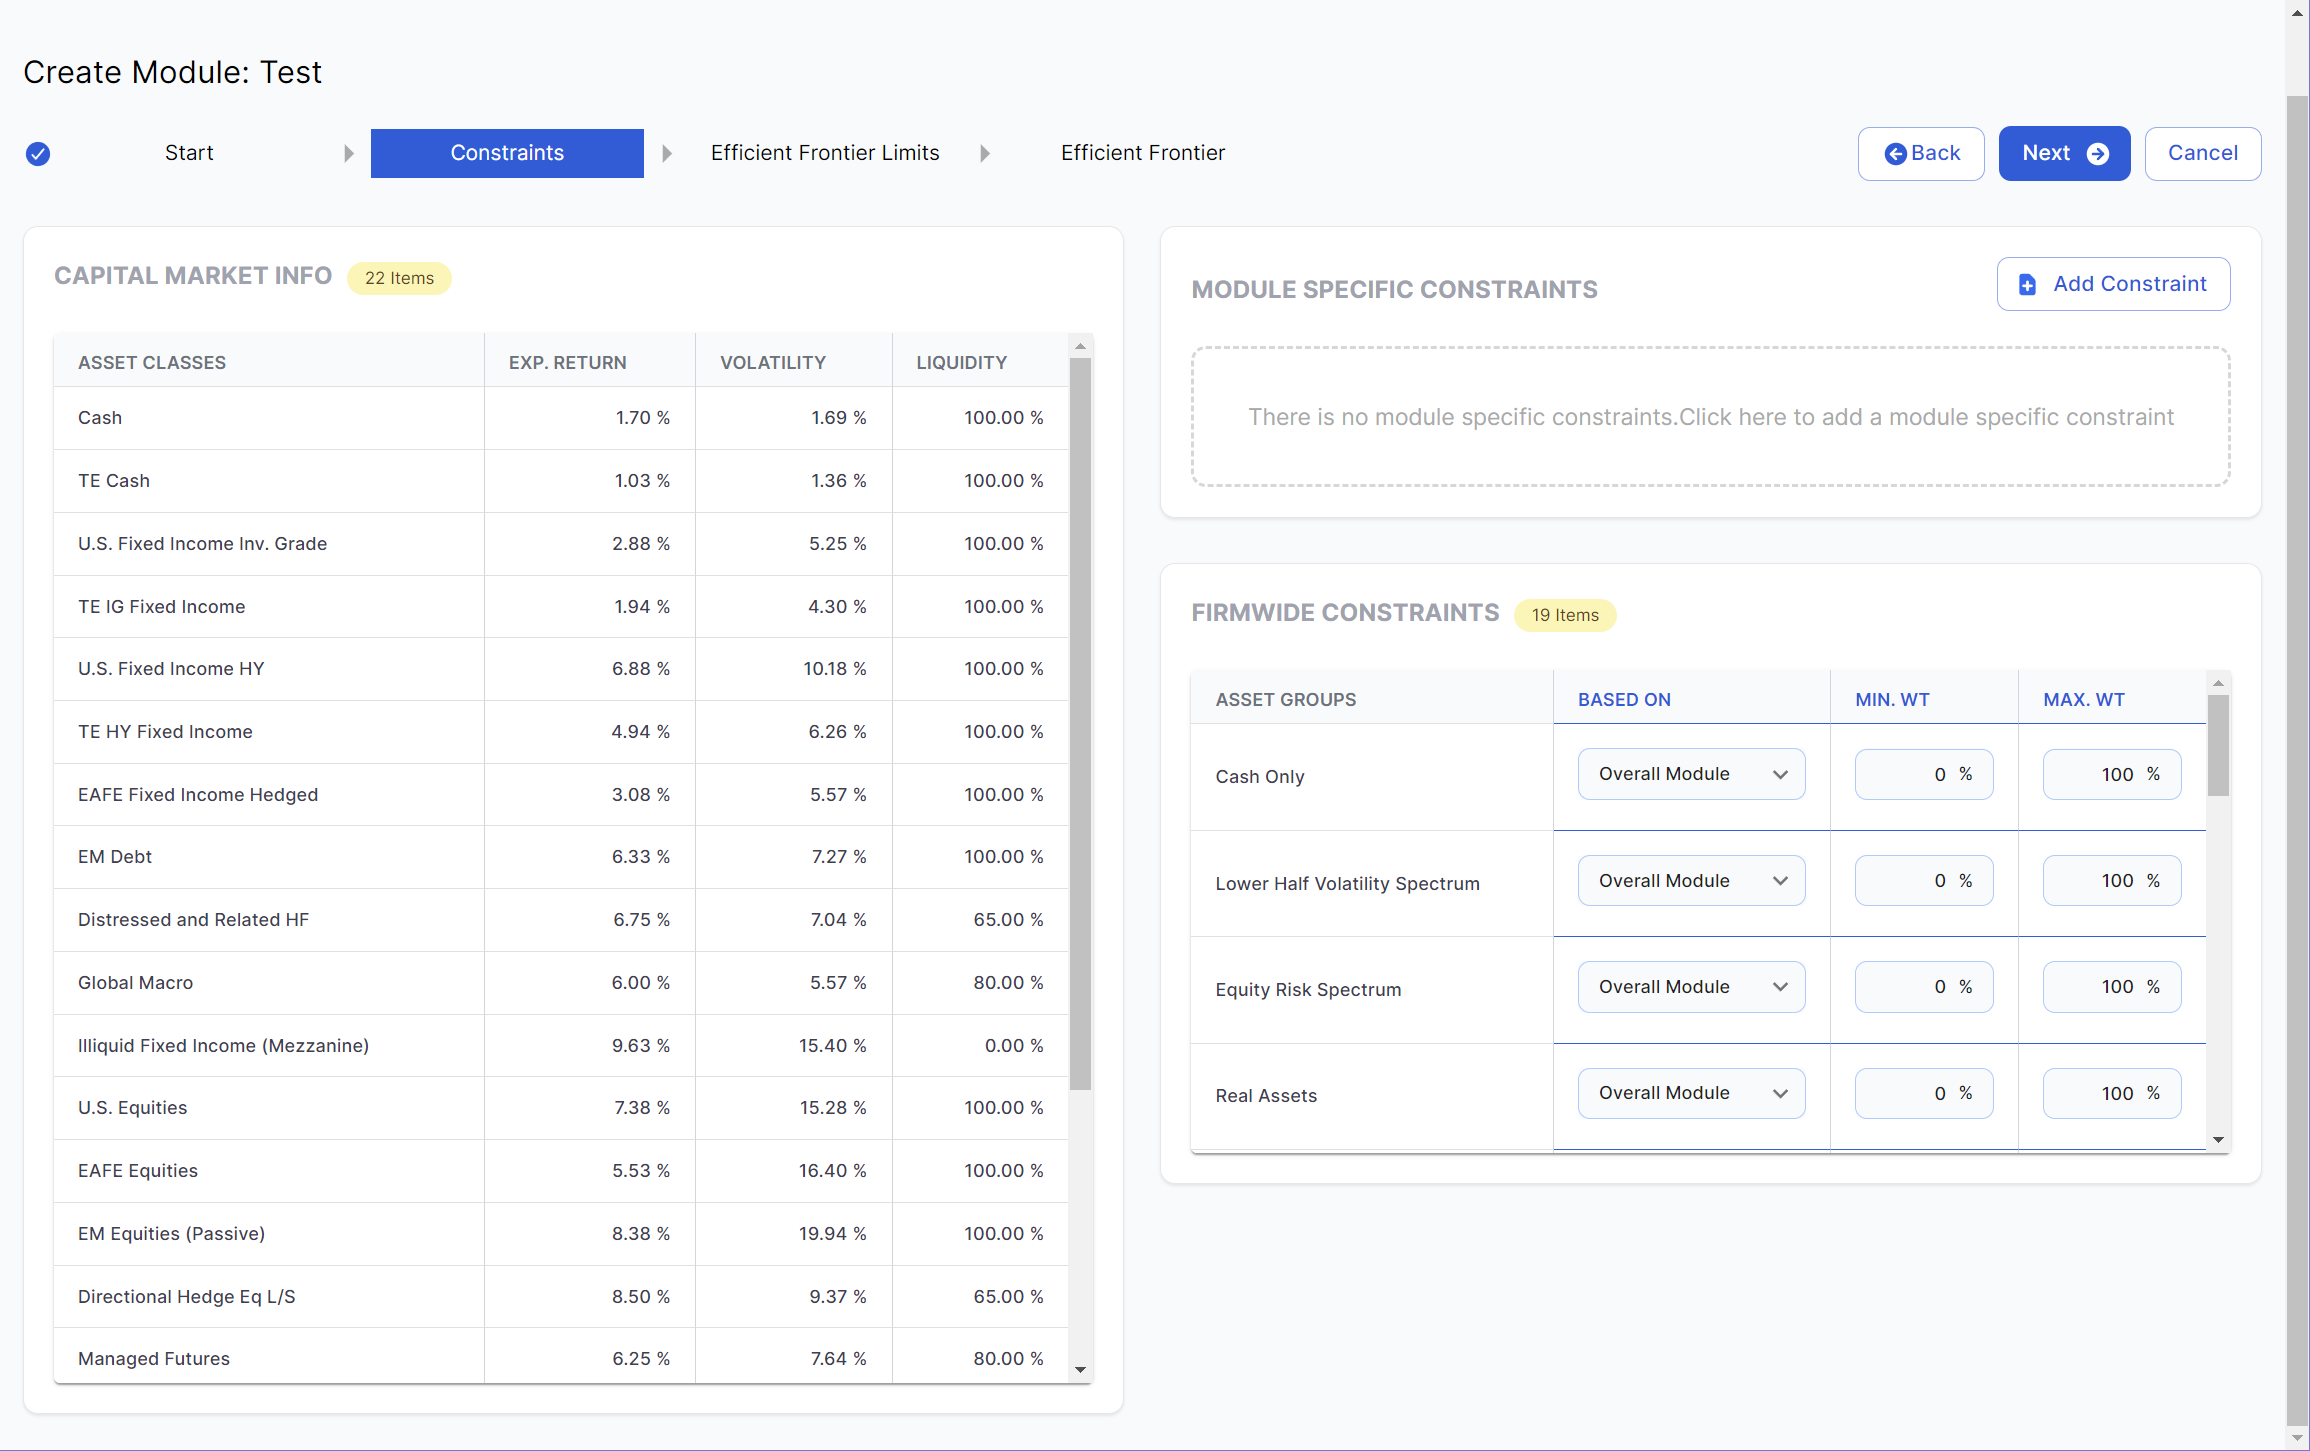 Create Module: Test
Start
Constraints
Efficient Frontier Limits
Efficient Frontier
Back
Next
Cancel
CAPITAL MARKET INFO
22 Items
ASSET CLASSES EXP. RETURN VOLATILITY LIQUIDITY
Cash 1.70 % 1.69 % 100.00 %
TE Cash 1.03 % 1.36 % 100.00 %
U.S. Fixed Income Inv. Grade 2.88 % 5.25 % 100.00 %
TE IG Fixed Income 1.94 % 4.30 % 100.00 %
U.S. Fixed Income HY 6.88 % 10.18 % 100.00 %
TE HY Fixed Income 4.94 % 6.26 % 100.00 %
EAFE Fixed Income Hedged 3.08 % 5.57 % 100.00 %
EM Debt 6.33 % 7.27 % 100.00 %
Distressed and Related HF 6.75 % 7.04 % 65.00 %
Global Macro 6.00 % 5.57 % 80.00 %
Illiquid Fixed Income (Mezzanine) 9.63 % 15.40 % 0.00 %
U.S. Equities 7.38 % 15.28 % 100.00 %
EAFE Equities 5.53 % 16.40 % 100.00 %
EM Equities (Passive) 8.38 % 19.94 % 100.00 %
Directional Hedge Eq L/S 8.50 % 9.37 % 65.00 %
Managed Futures 6.25 % 7.64 % 80.00 %
MODULE SPECIFIC CONSTRAINTS
Add Constraint
There is no module specific constraints.Click here to add a module specific constraint
FIRMWIDE CONSTRAINTS
19 Items
ASSET GROUPS BASED ON MIN. WT MAX. WT
Cash Only Overall Module 0 % 100 %
Lower Half Volatility Spectrum Overall Module 0 % 100 %
Equity Risk Spectrum Overall Module 0 % 100 %
Real Assets Overall Module 0 % 100 %